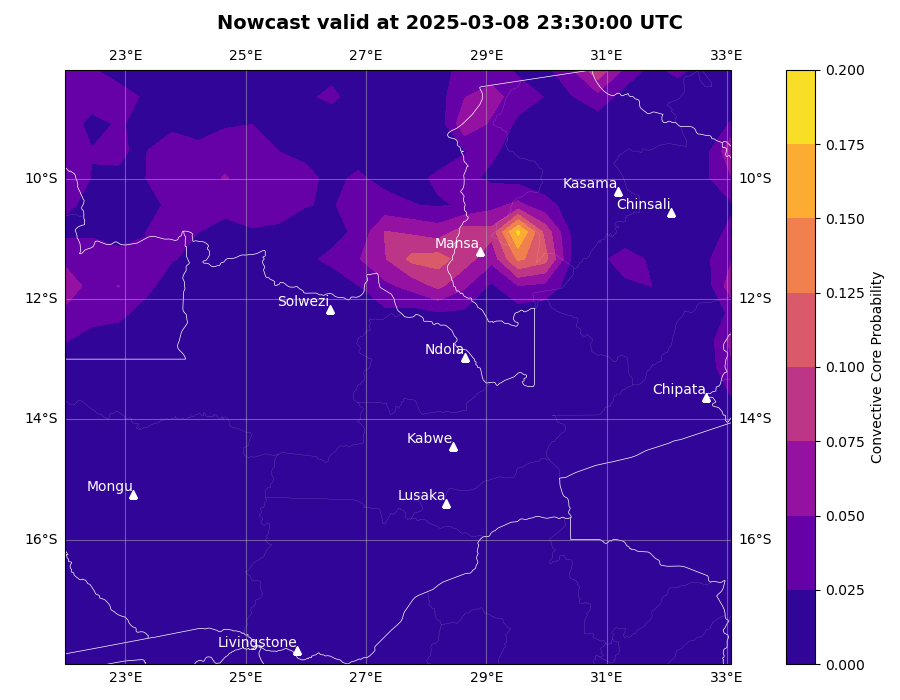 Nowcast valid at 2025-03-08 23:30:00 UTC
23°E 25°E 27°E 29°E 31°E 33°E
0.200
0.175
10°S 10°S
Kasama
Chinsali
0.150
Mansa
12°S 12°S
Solwezi
0.125
Ndola
0.100
Chipata
14°S 14°S
Kabwe
0.075
Mongu
Lusaka
0.050
16°S 16°S
0.025
Livingstone
0.000
23°E 25°E 27°E 29°E 31°E 33°E
Convective Core Probability